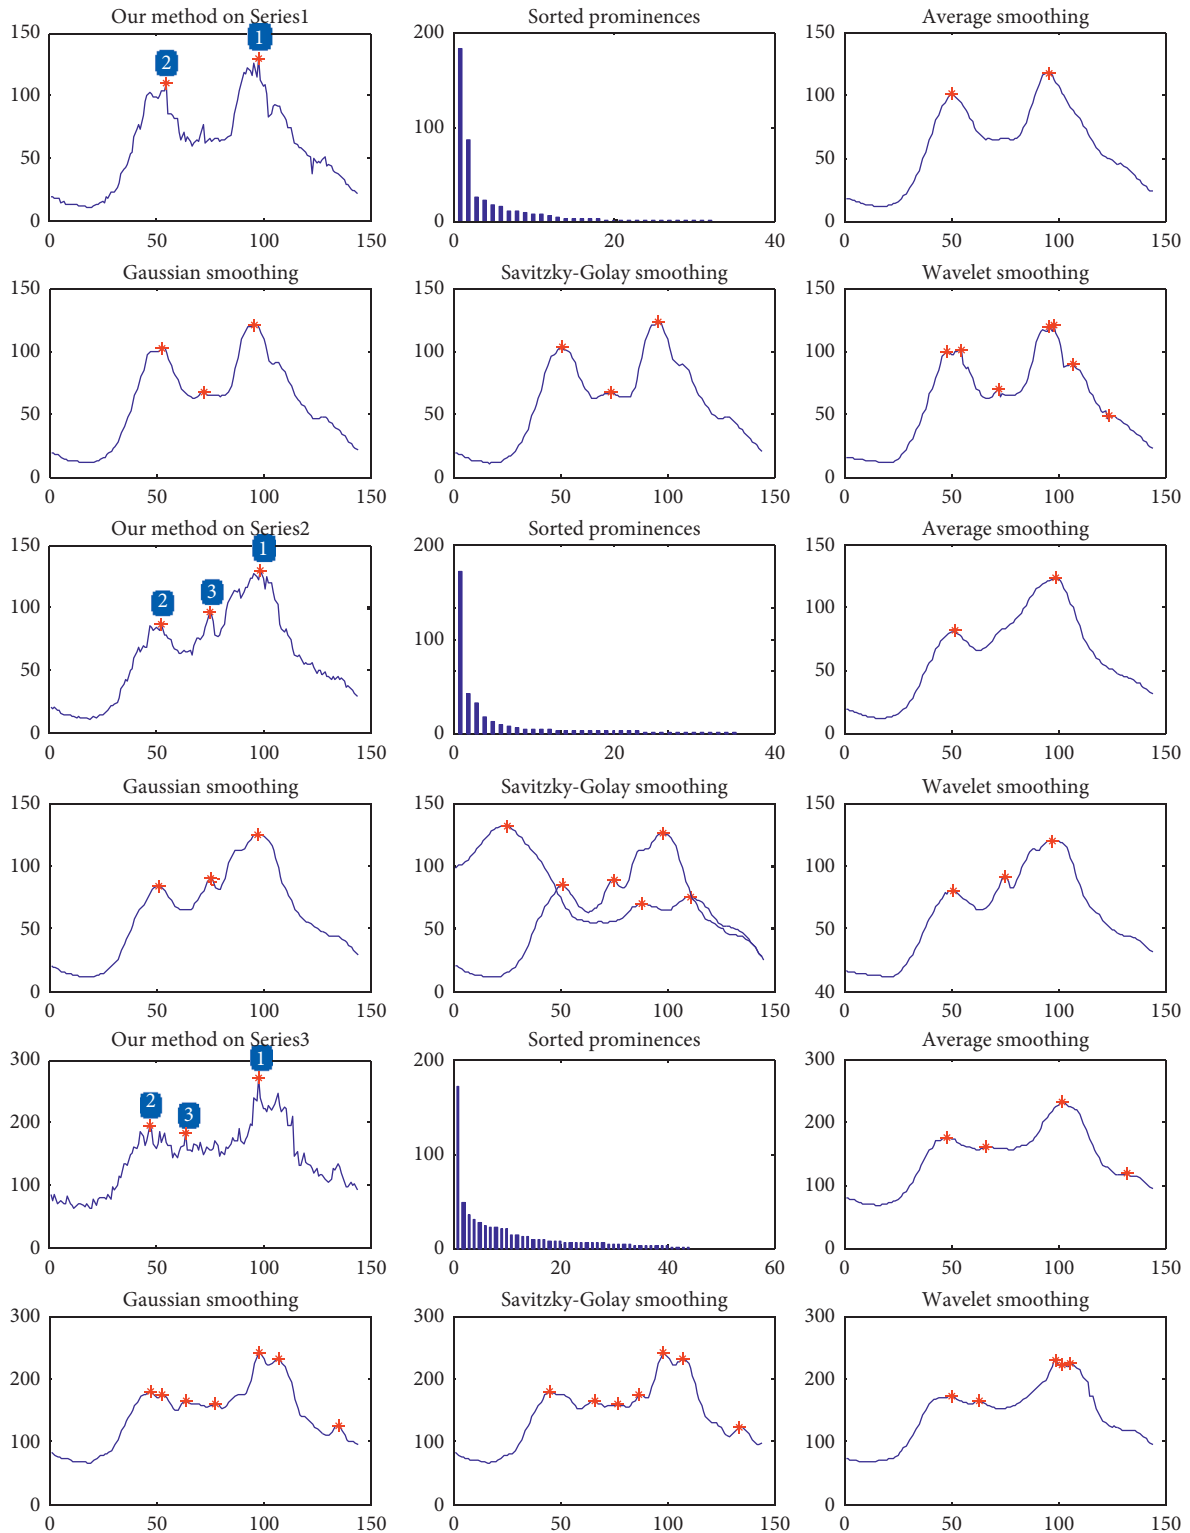 Our method on Series1
Sorted prominences
Average smoothing
150
100
50
0
0 50 100 150
2
1
200
100
0
0 20 40
150
100
50
0
0 50 100 150
Gaussian smoothing
Savitzky-Golay smoothing
Wavelet smoothing
150
100
50
0
0 50 100 150
150
100
50
0
0 50 100 150
150
100
50
0
0 50 100 150
Our method on Series2
Sorted prominences
Average smoothing
150
100
50
0
0 50 100 150
2
3
1
200
100
0
0 20 40
150
100
50
0
0 50 100 150
Gaussian smoothing
Savitzky-Golay smoothing
Wavelet smoothing
150
100
50
0
0 50 100 150
150
100
50
0
0 50 100 150
150
100
50
40
0 50 100 150
Our method on Series3
Sorted prominences
Average smoothing
300
200
100
0
0 50 100 150
2
3
1
200
100
0
0 20 40 60
300
200
100
0
0 50 100 150
Gaussian smoothing
Savitzky-Golay smoothing
Wavelet smoothing
300
200
100
0
0 50 100 150
300
200
100
0
0 50 100 150
300
200
100
0
0 50 100 150